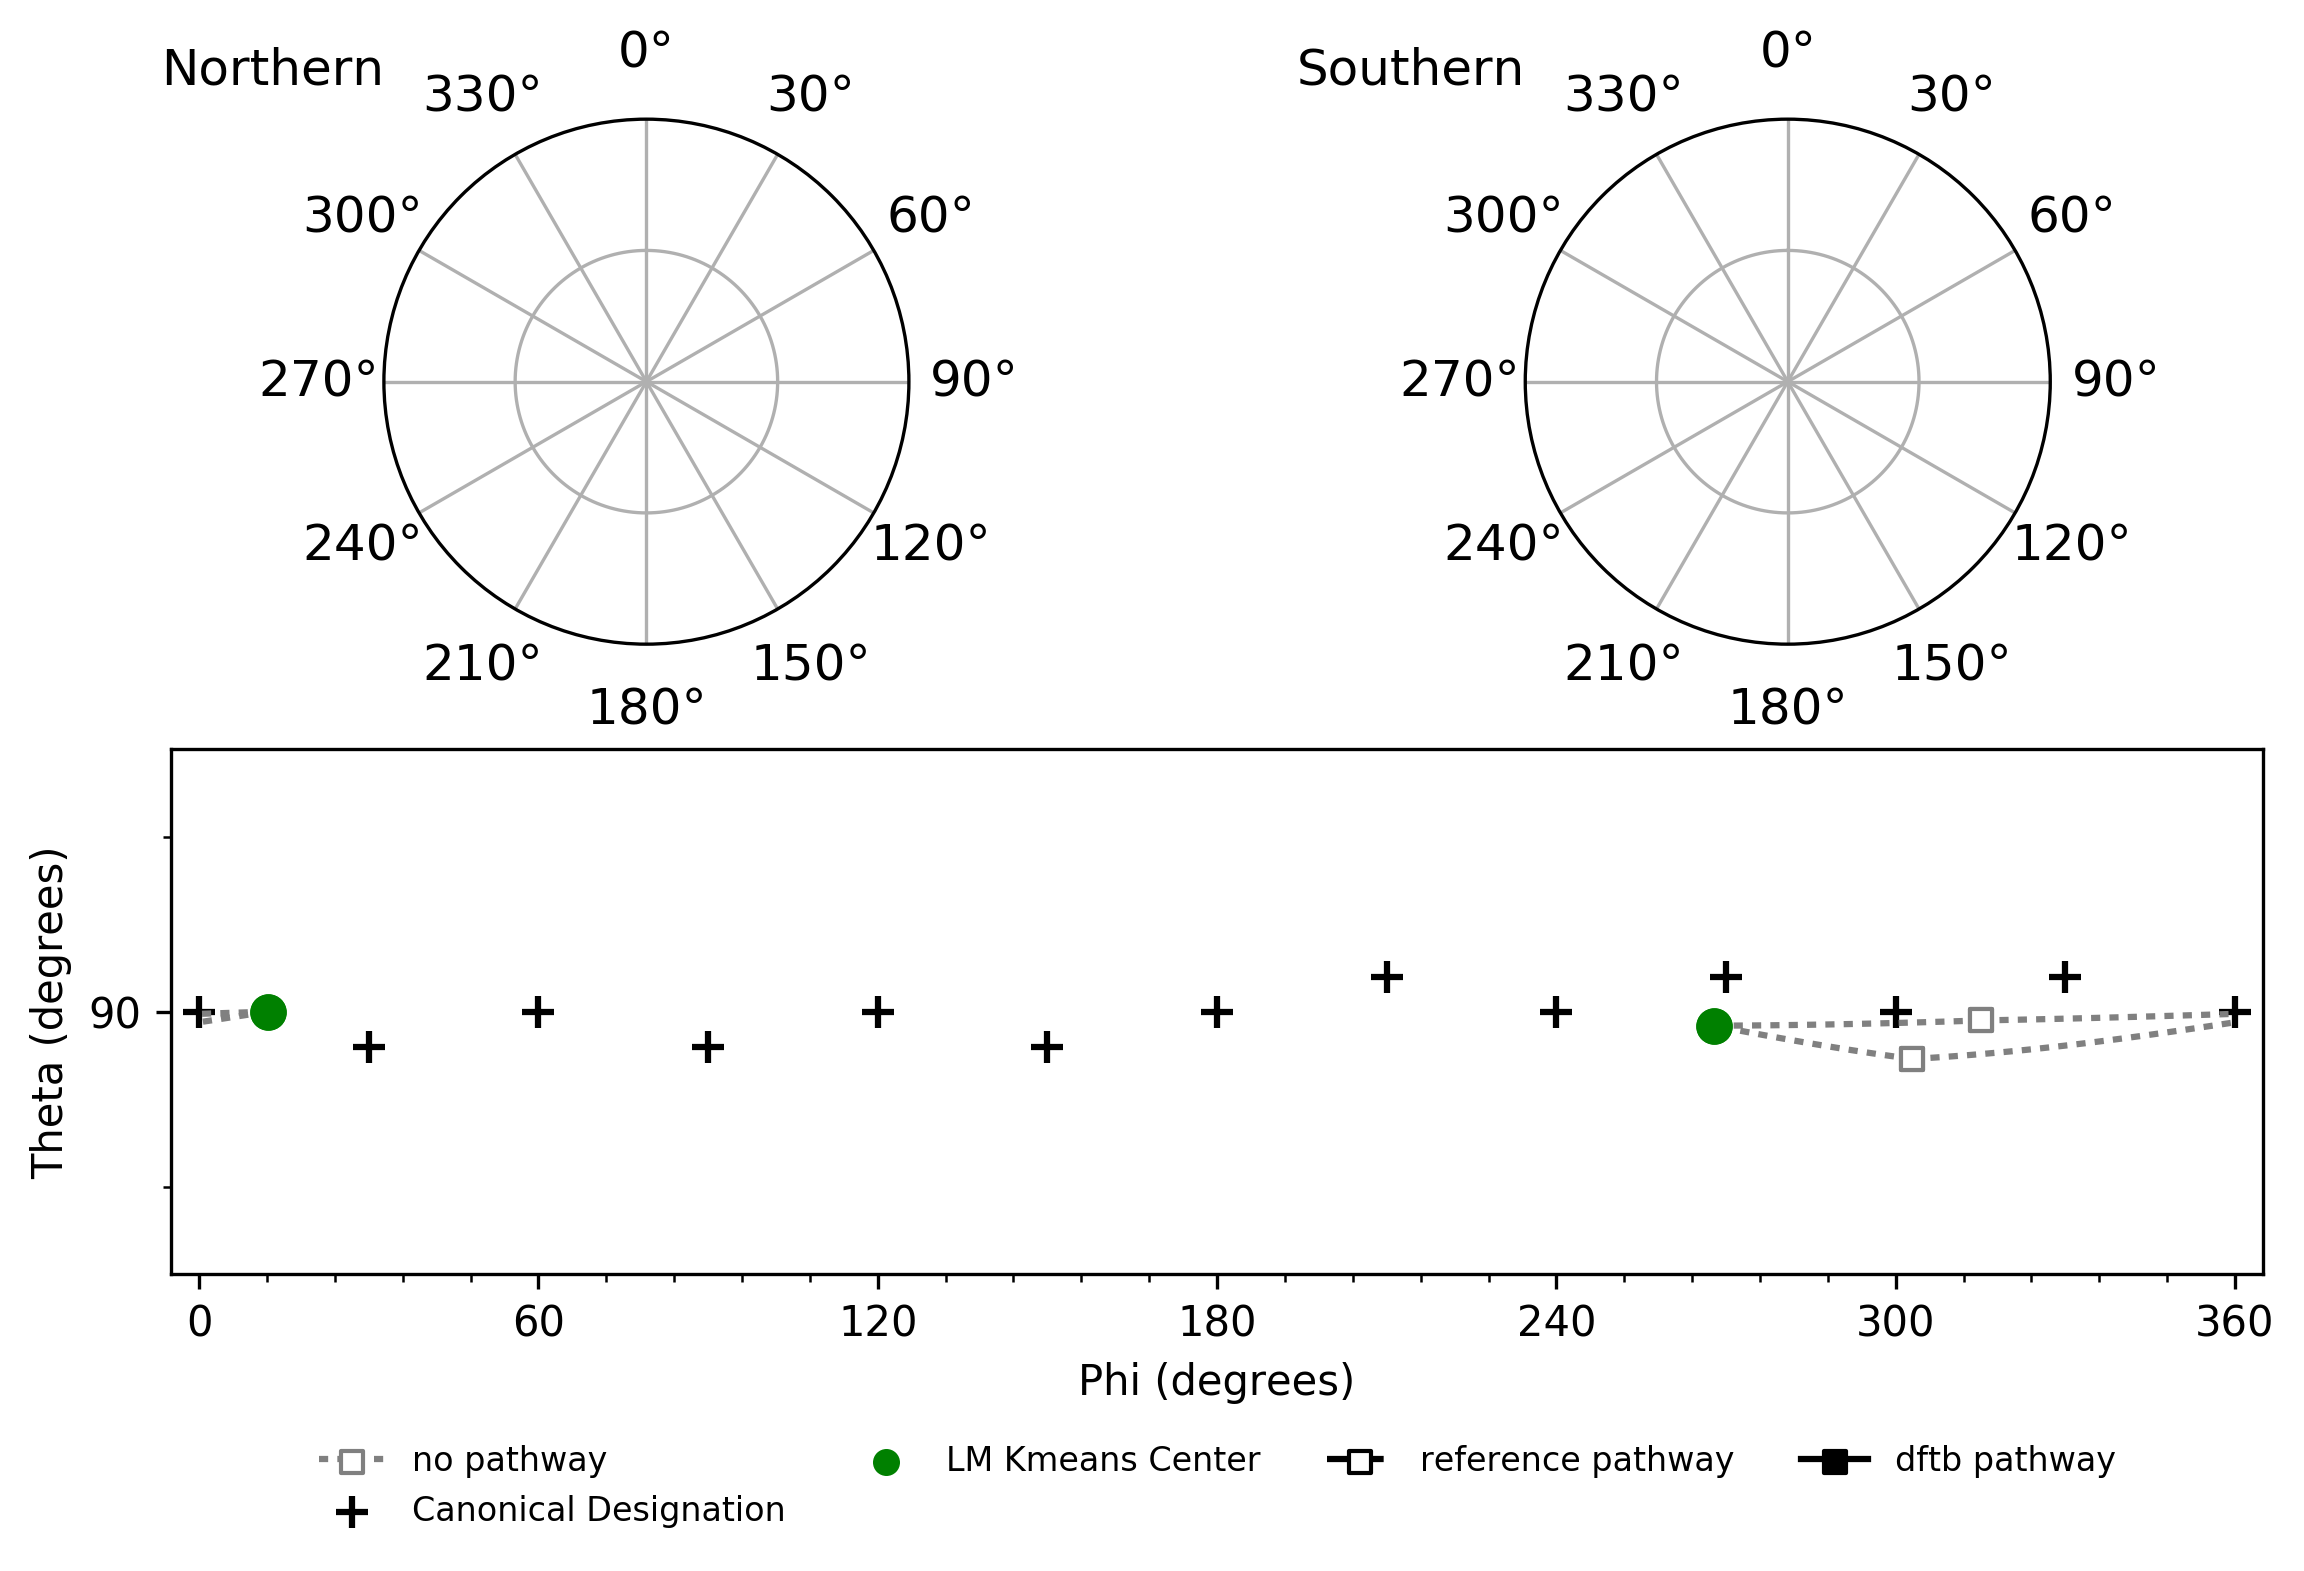 Northern
0°
30°
60°
90°
120°
150°
180°
210°
240°
270°
300°
330°
Southern
0°
30°
60°
90°
120°
150°
180°
210°
240°
270°
300°
330°
Theta (degrees)
90
0 60 120 180 240 300 360
Phi (degrees)
no pathway
Canonical Designation
LM Kmeans Center
reference pathway
dftb pathway